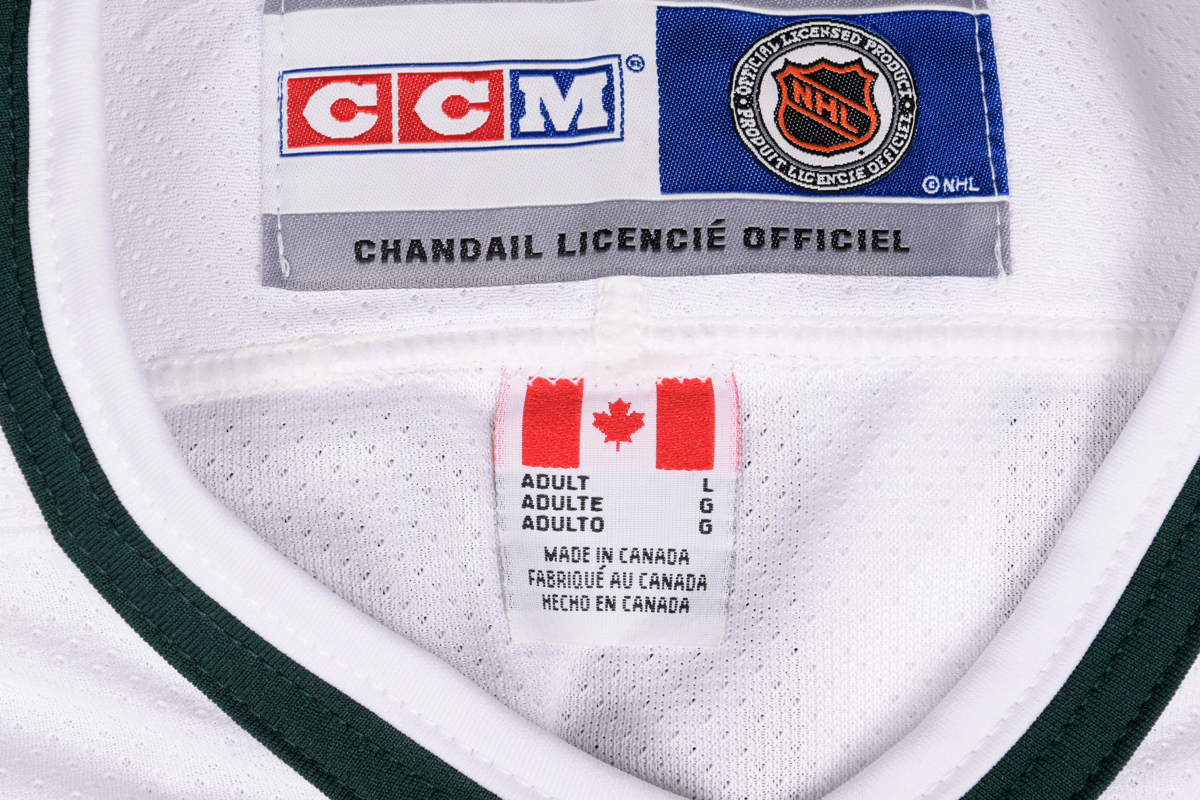 CCM®
OFFICIAL LICENSED PRODUCT
NHL
PRODUIT LICENCIÉ OFFICIEL
© NHL
CHANDAIL LICENCIÉ OFFICIEL
ADULT L
ADULTE G
ADULTO G
MADE IN CANADA
FABRIQUÉ AU CANADA
HECHO EN CANADA